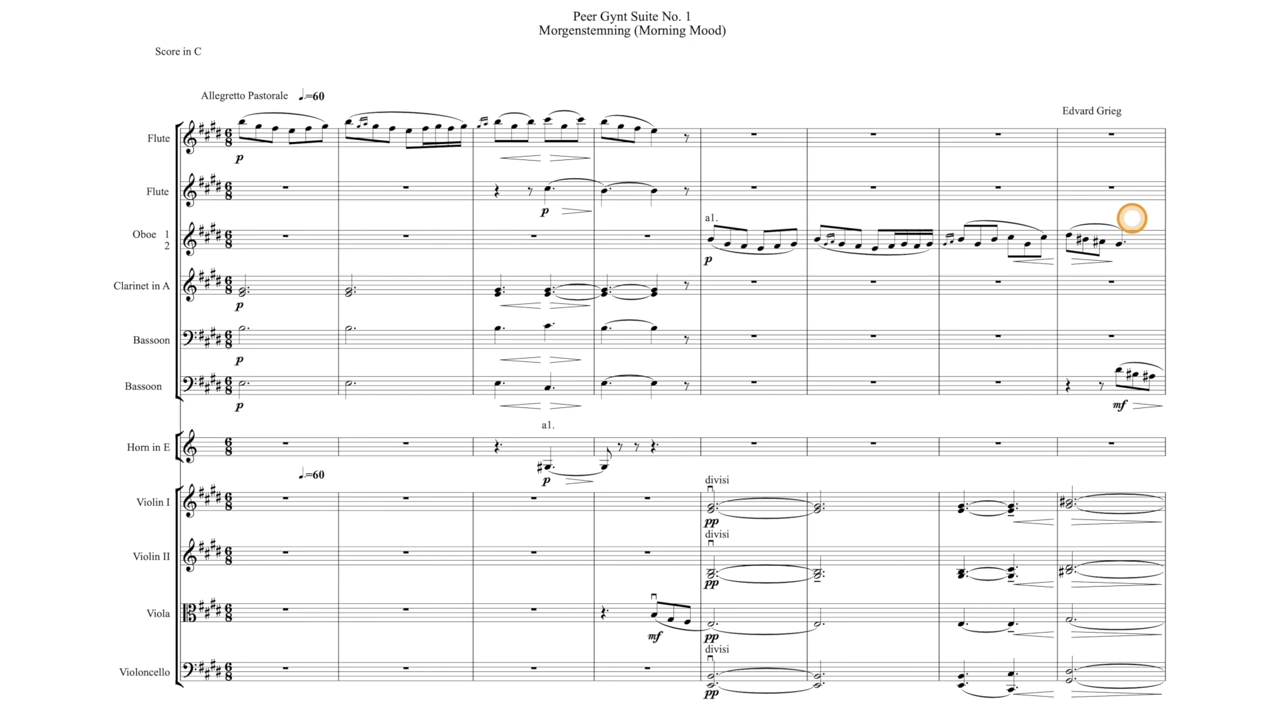 Peer Gynt Suite No. 1
Morgenstemning (Morning Mood)
Score in C
Allegretto Pastorale ♩.=60
Edvard Grieg
Flute
p
Flute
p
Oboe 1
2
a1.
p
Clarinet in A
p
Bassoon
p
Bassoon
p
mf
Horn in E
a1.
p
♩.=60
Violin I
divisi
pp
Violin II
divisi
pp
Viola
mf
pp
Violoncello
divisi
pp